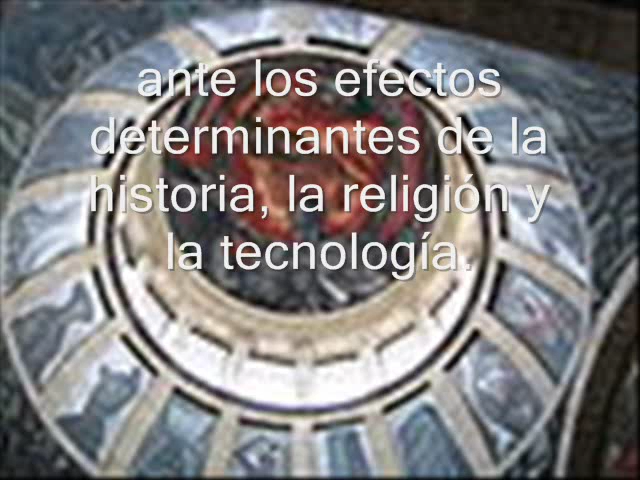 ante los efectos
determinantes de la
historia, la religión y
la tecnología.